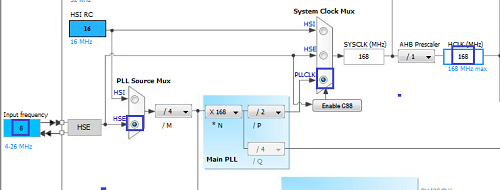 HSI RC
16
16 MHz
System Clock Mux
HSI
HSE
PLLCLK
SYSCLK (MHz)
168
AHB Prescaler
/ 1
HCLK (MHz)
168
168 MHz max
Enable CSS
PLL Source Mux
HSI
HSE
Input frequency
8
4-26 MHz
HSE
/ 4
/ M
X 168
* N
/ 2
/ P
/ 4
/ Q
Main PLL